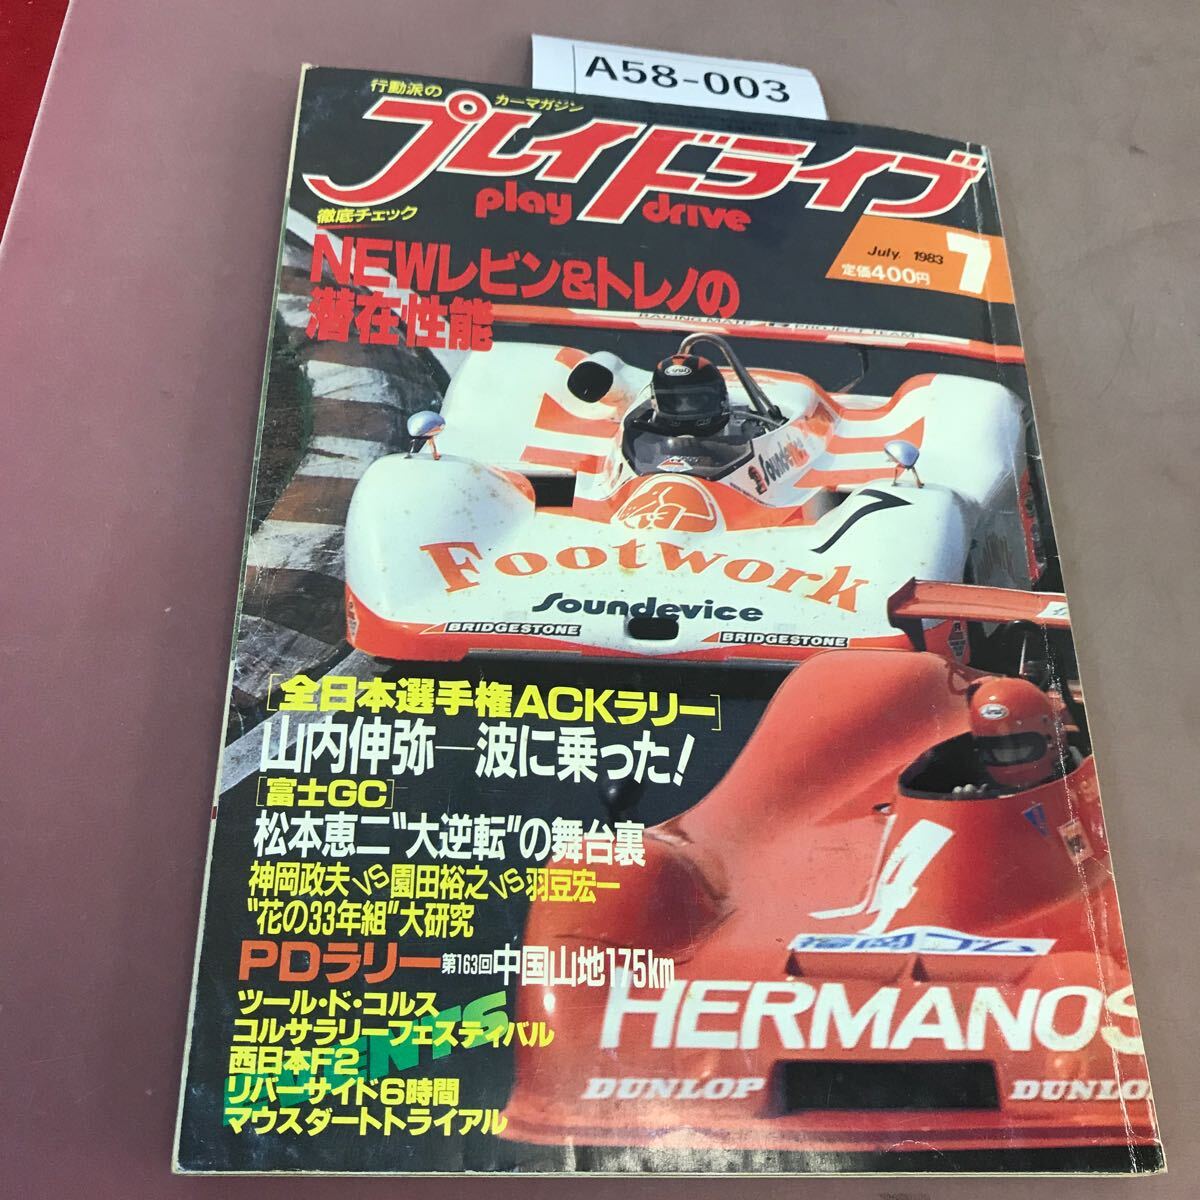 A58-003
行動派の
カーマガジン
プレイドライブ
play drive
徹底チェック
July. 1983
7
定価400円
NEWレビン&トレノの
潜在性能
Soundevice
7
Footwork
Soundevice
BRIDGESTONE
BRIDGESTONE
[全日本選手権ACKラリー]
山内伸弥―波に乗った!
[富士GC]
松本恵二"大逆転"の舞台裏
神岡政夫VS園田裕之VS羽豆宏一
"花の33年組"大研究
PDラリー第163回中国山地175km
EVENTS
ツール・ド・コルス
コルサラリーフェスティバル
西日本F2
リバーサイド6時間
マウスダートトライアル
福岡コム
HERMANOS
DUNLOP
DUNLOP